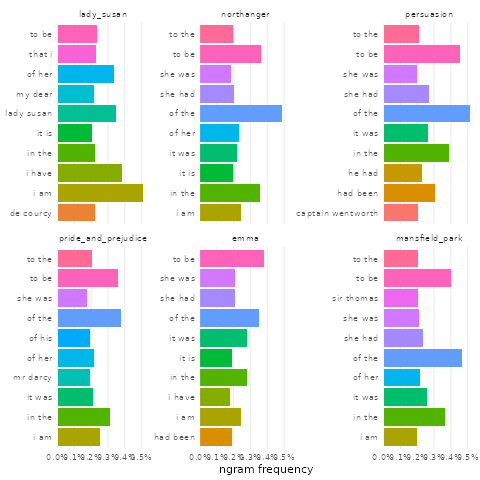 lady_susan
to be
that i
of her
my dear
lady susan
it is
in the
i have
i am
de courcy
northanger
to the
to be
she was
she had
of the
of her
it was
it is
in the
i am
persuasion
to the
to be
she was
she had
of the
it was
in the
he had
had been
captain wentworth
pride_and_prejudice
to the
to be
she was
of the
of his
of her
mr darcy
it was
in the
i am
0.0% 0.1% 0.2% 0.3% 0.4% 0.5%
emma
to be
she was
she had
of the
it was
it is
in the
i have
i am
had been
0.0% 0.1% 0.2% 0.3% 0.4% 0.5%
mansfield_park
to the
to be
sir thomas
she was
she had
of the
of her
it was
in the
i am
0.0% 0.1% 0.2% 0.3% 0.4% 0.5%
ngram frequency